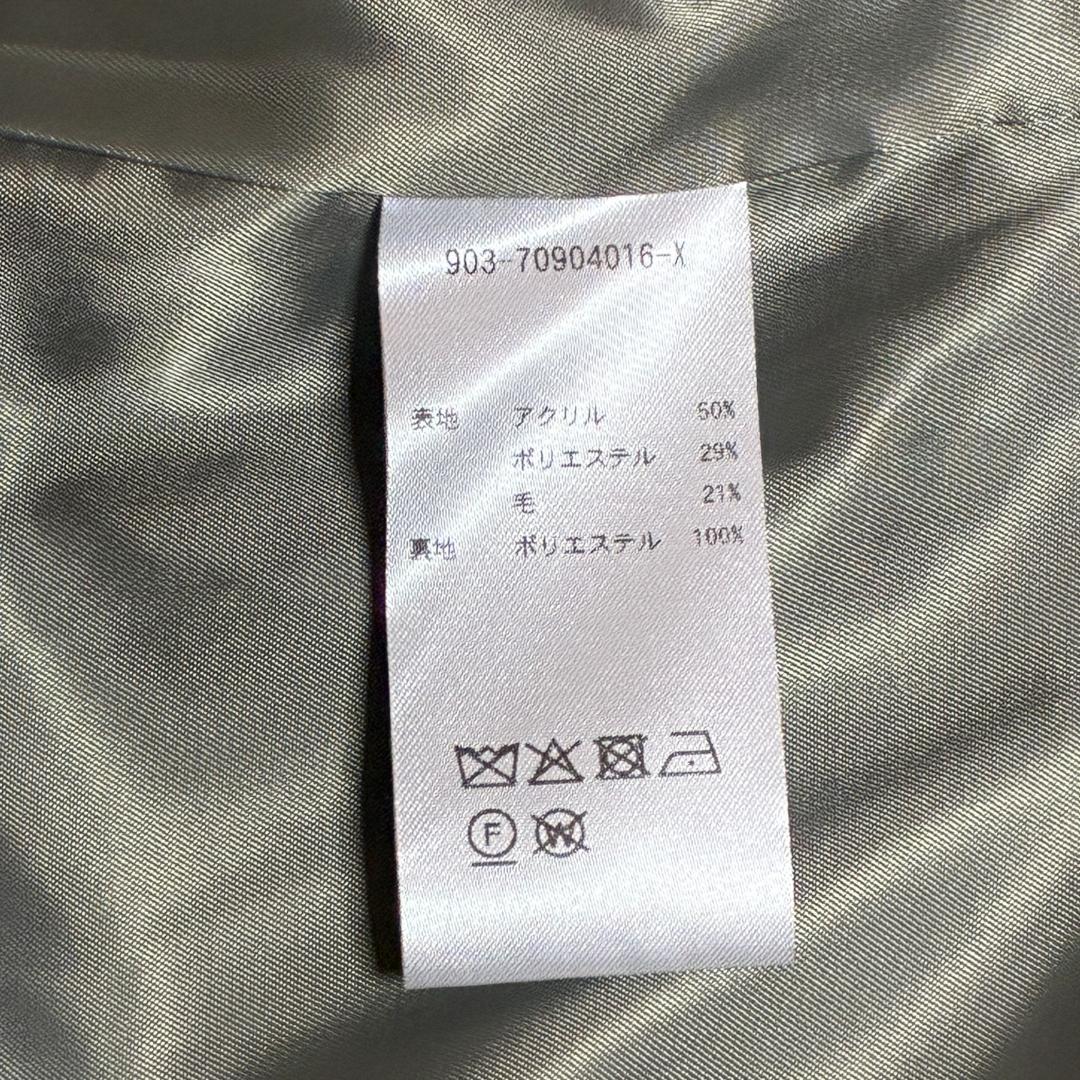 903-70904016-X
表地 アクリル 50%
ポリエステル 29%
毛 21%
裏地 ポリエステル 100%
F
W